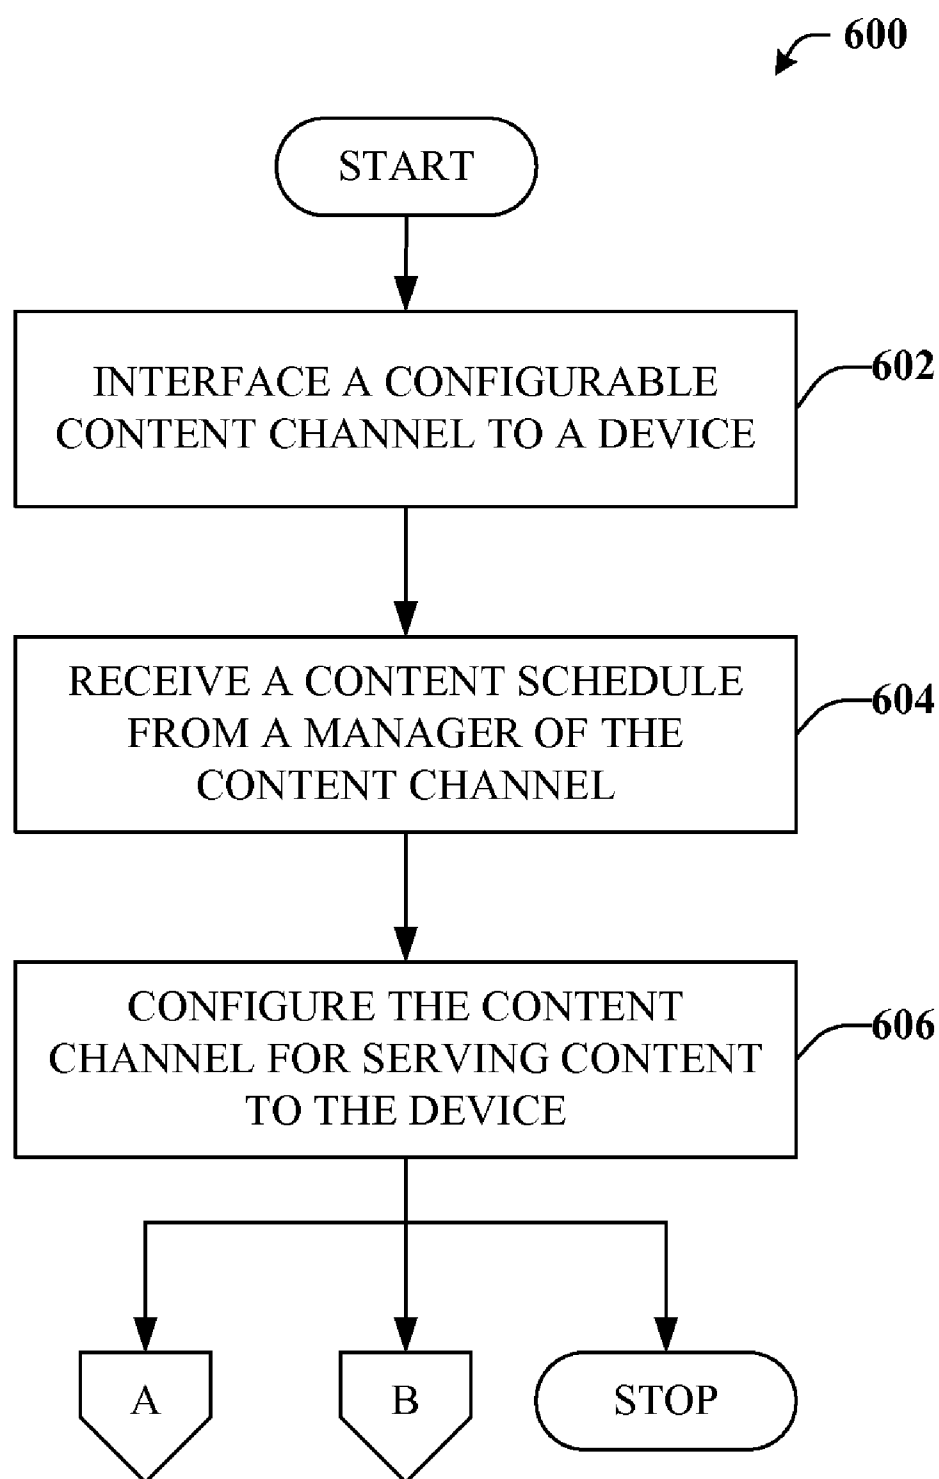 600
START
INTERFACE A CONFIGURABLE
CONTENT CHANNEL TO A DEVICE
602
RECEIVE A CONTENT SCHEDULE
FROM A MANAGER OF THE
CONTENT CHANNEL
604
CONFIGURE THE CONTENT
CHANNEL FOR SERVING CONTENT
TO THE DEVICE
606
A
B
STOP